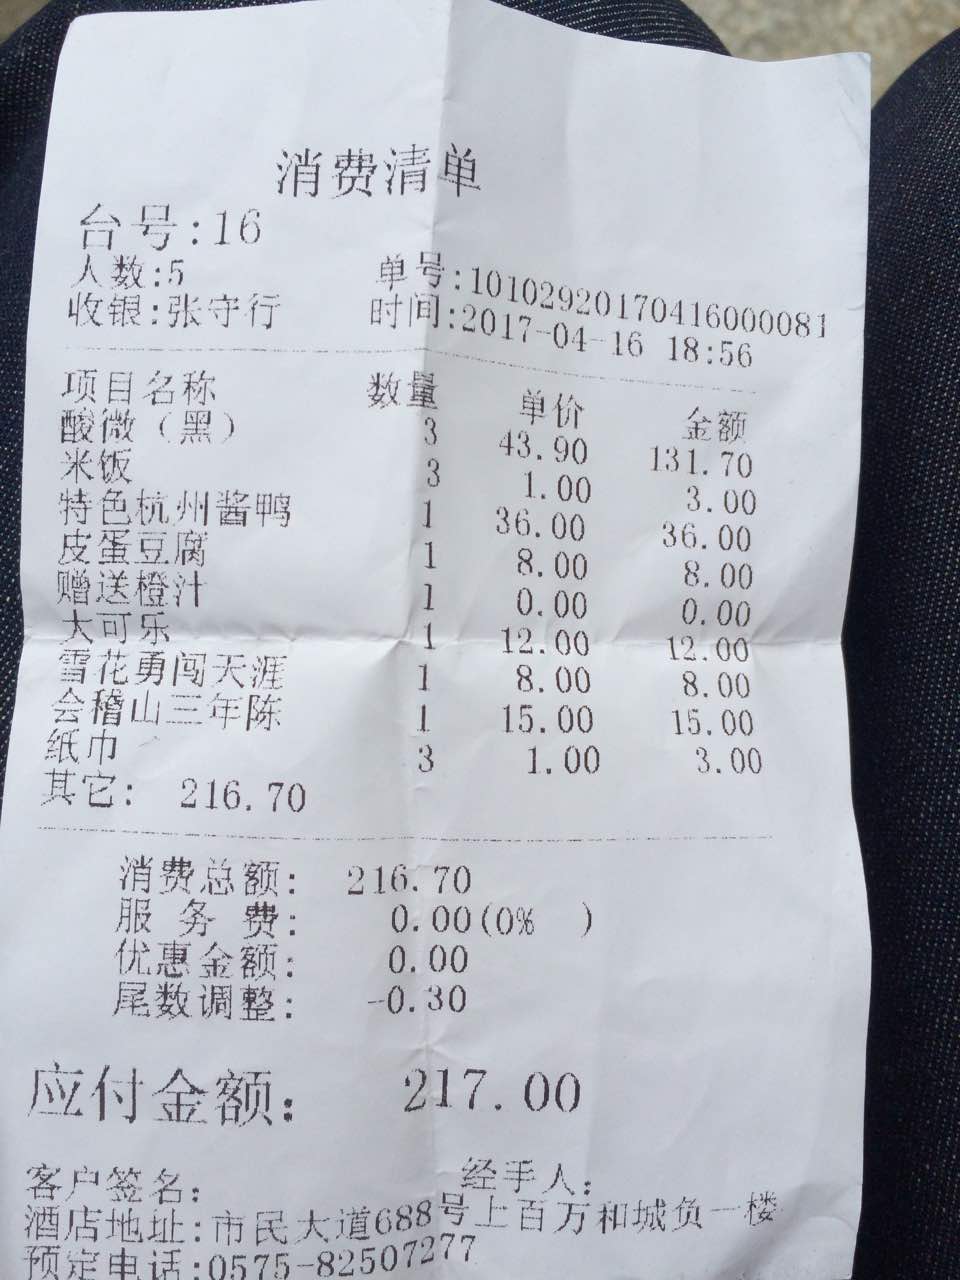 消费清单
台号:16
人数:5 单号:101029201704160000081
收银:张守行 时间:2017-04-16 18:56
项目名称 数量 单价 金额
酸微（黑） 3 43.90 131.70
米饭 3 1.00 3.00
特色杭州酱鸭 1 36.00 36.00
皮蛋豆腐 1 8.00 8.00
赠送橙汁 1 0.00 0.00
大可乐 1 12.00 12.00
雪花勇闯天涯 1 8.00 8.00
会稽山三年陈 1 15.00 15.00
纸巾 3 1.00 3.00
其它: 216.70
消费总额: 216.70
服务费: 0.00(0% )
优惠金额: 0.00
尾数调整: -0.30
应付金额: 217.00
客户签名: 经手人:
酒店地址:市民大道688号上百万和城负一楼
预定电话:0575-82507277